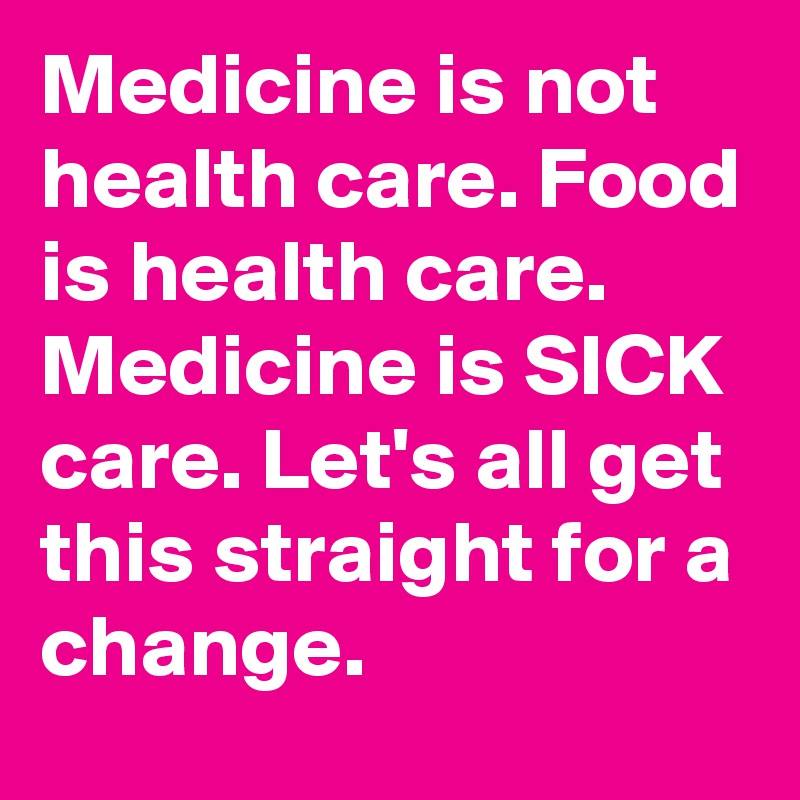 Medicine is not
health care. Food
is health care.
Medicine is SICK
care. Let's all get
this straight for a
change.